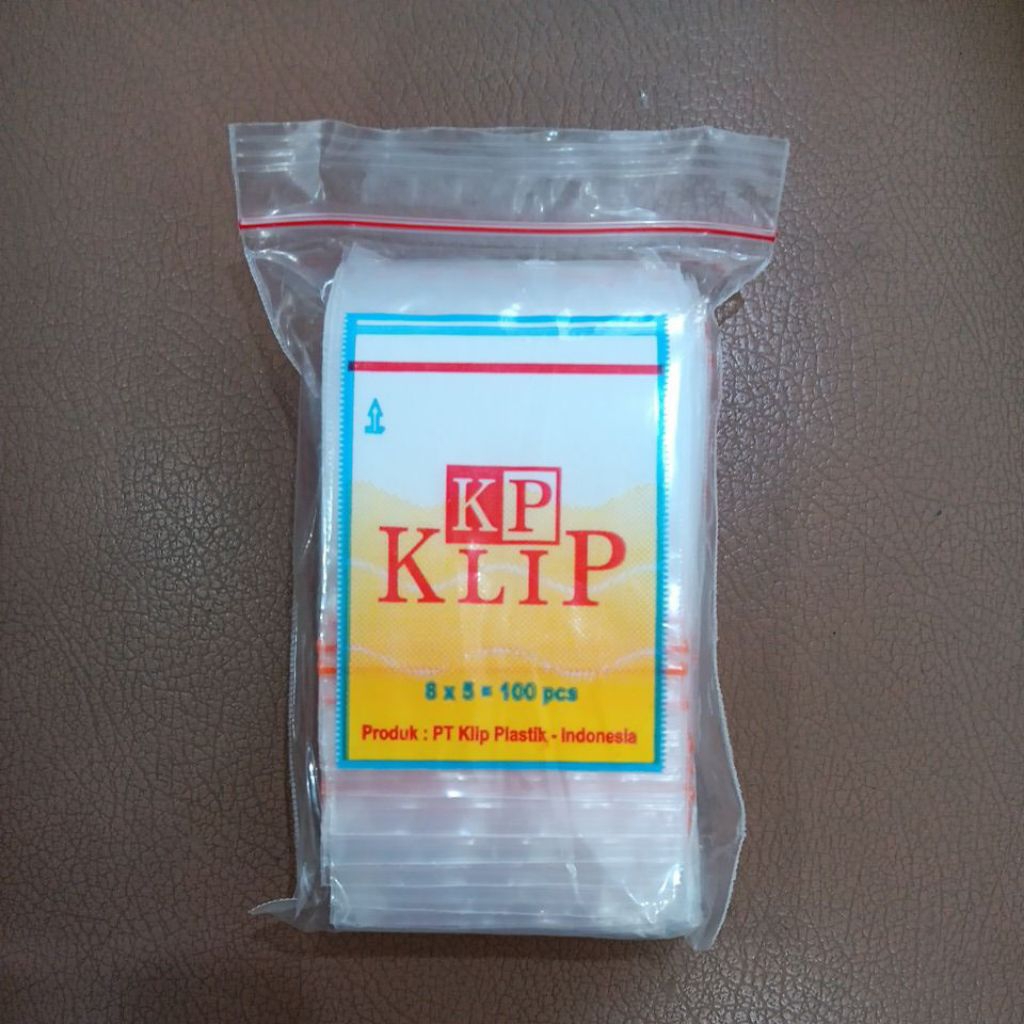 KP
KLIP
8 x 5 = 100 pcs
Produk : PT Klip Plastik - Indonesia